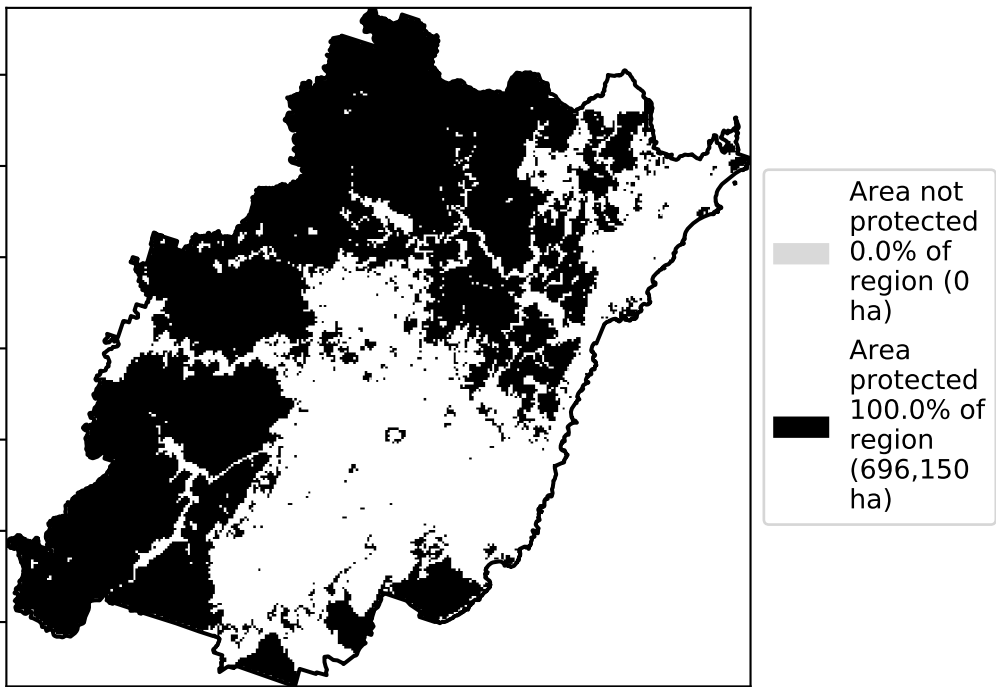 Area not
protected
0.0% of
region (0
ha)
Area
protected
100.0% of
region
(696,150
ha)